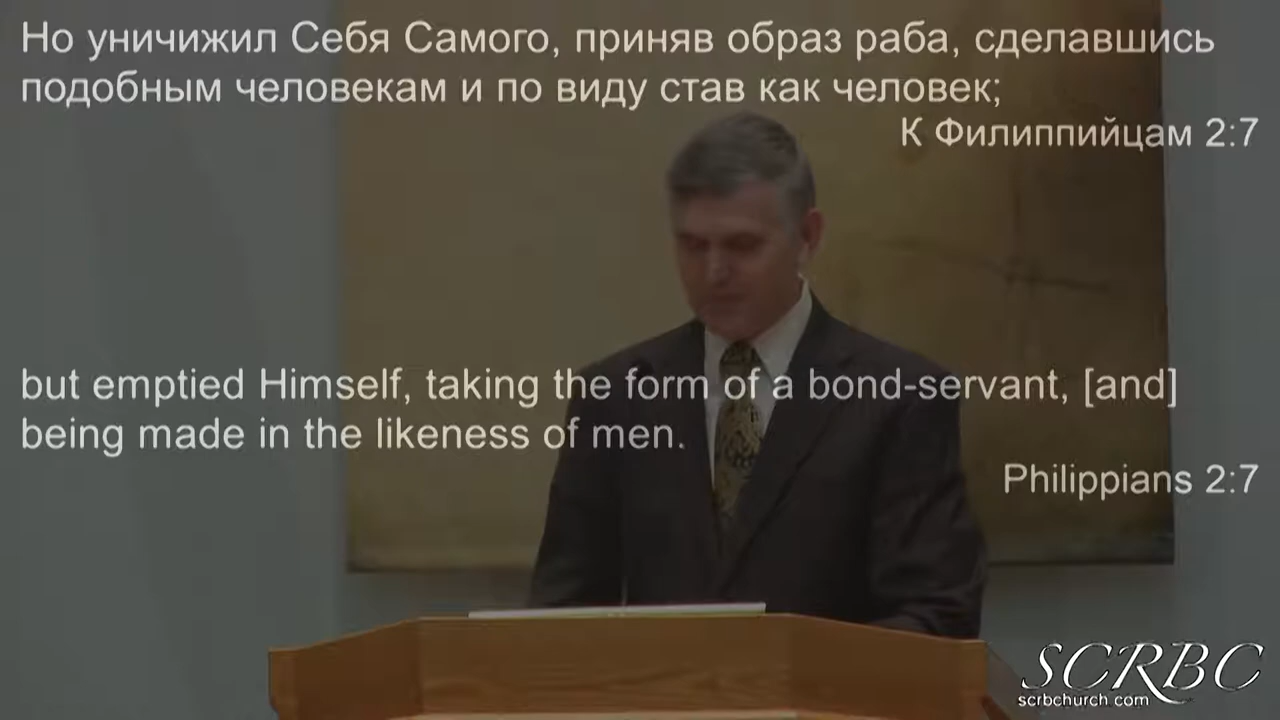 Но уничижил Себя Самого, приняв образ раба, сделавшись
подобным человекам и по виду став как человек;
К Филиппийцам 2:7
but emptied Himself, taking the form of a bond-servant, [and]
being made in the likeness of men.
Philippians 2:7
SCRBC
scrbchurch.com